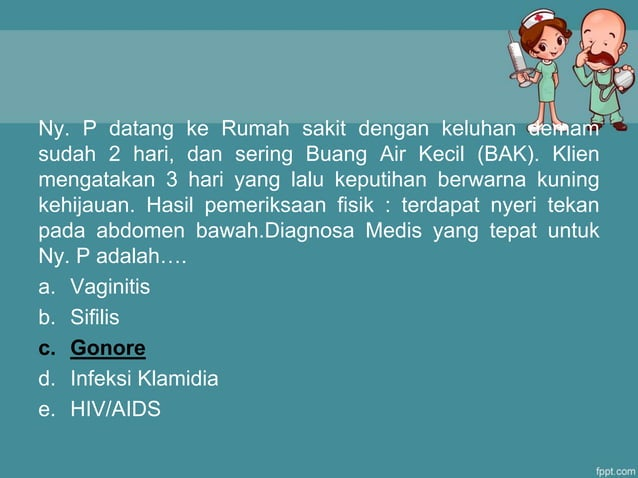 Ny. P datang ke Rumah sakit dengan keluhan demam
sudah 2 hari, dan sering Buang Air Kecil (BAK). Klien
mengatakan 3 hari yang lalu keputihan berwarna kuning
kehijauan. Hasil pemeriksaan fisik : terdapat nyeri tekan
pada abdomen bawah.Diagnosa Medis yang tepat untuk
Ny. P adalah….
a. Vaginitis
b. Sifilis
c. Gonore
d. Infeksi Klamidia
e. HIV/AIDS
fppt.com